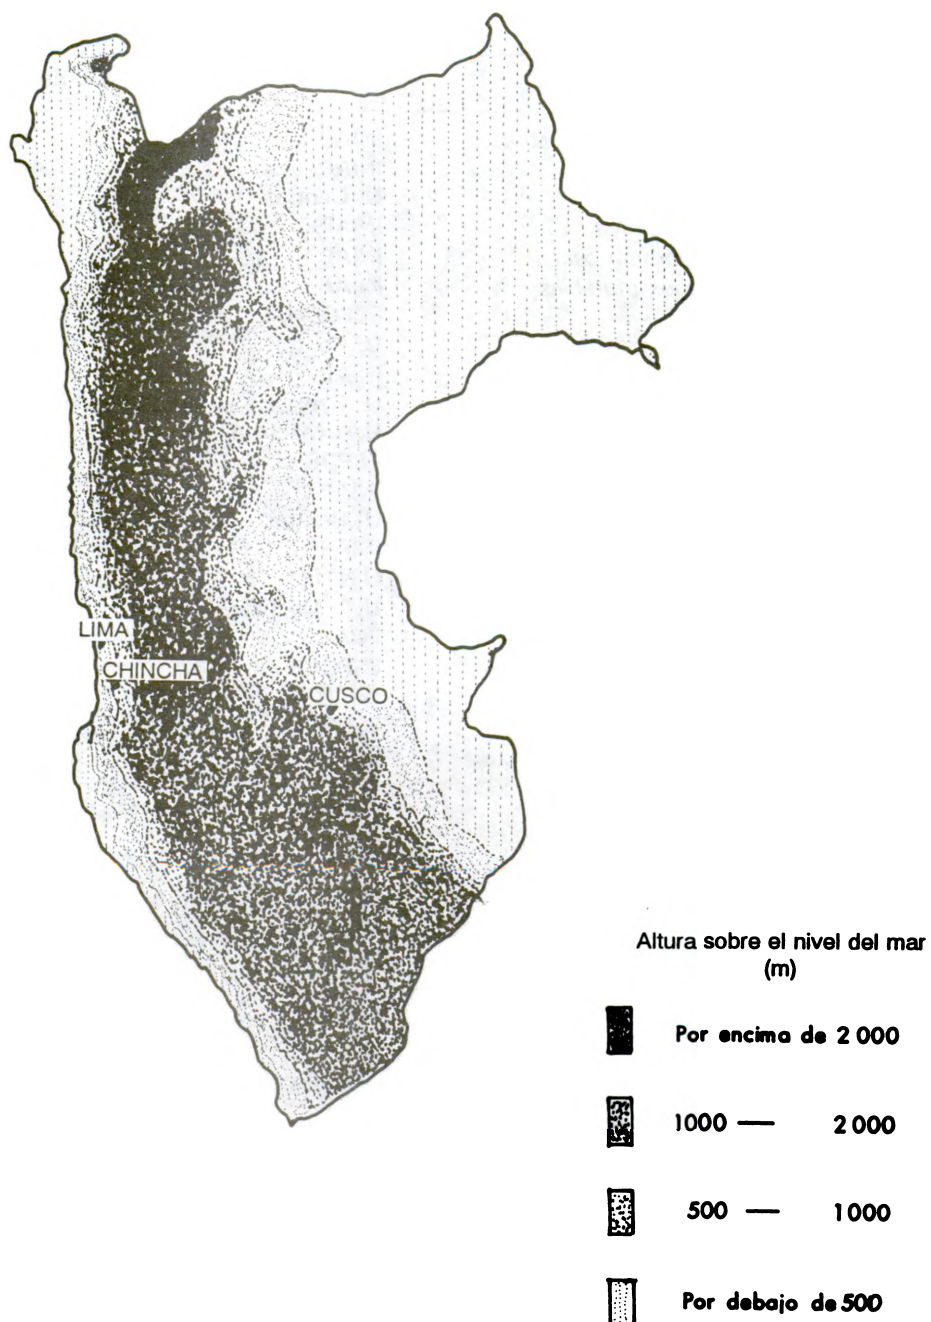 LIMA
CHINCHA
CUSCO
Altura sobre el nivel del mar
(m)
Por encima de 2 000
1000 — 2 000
500 — 1000
Por debajo de 500